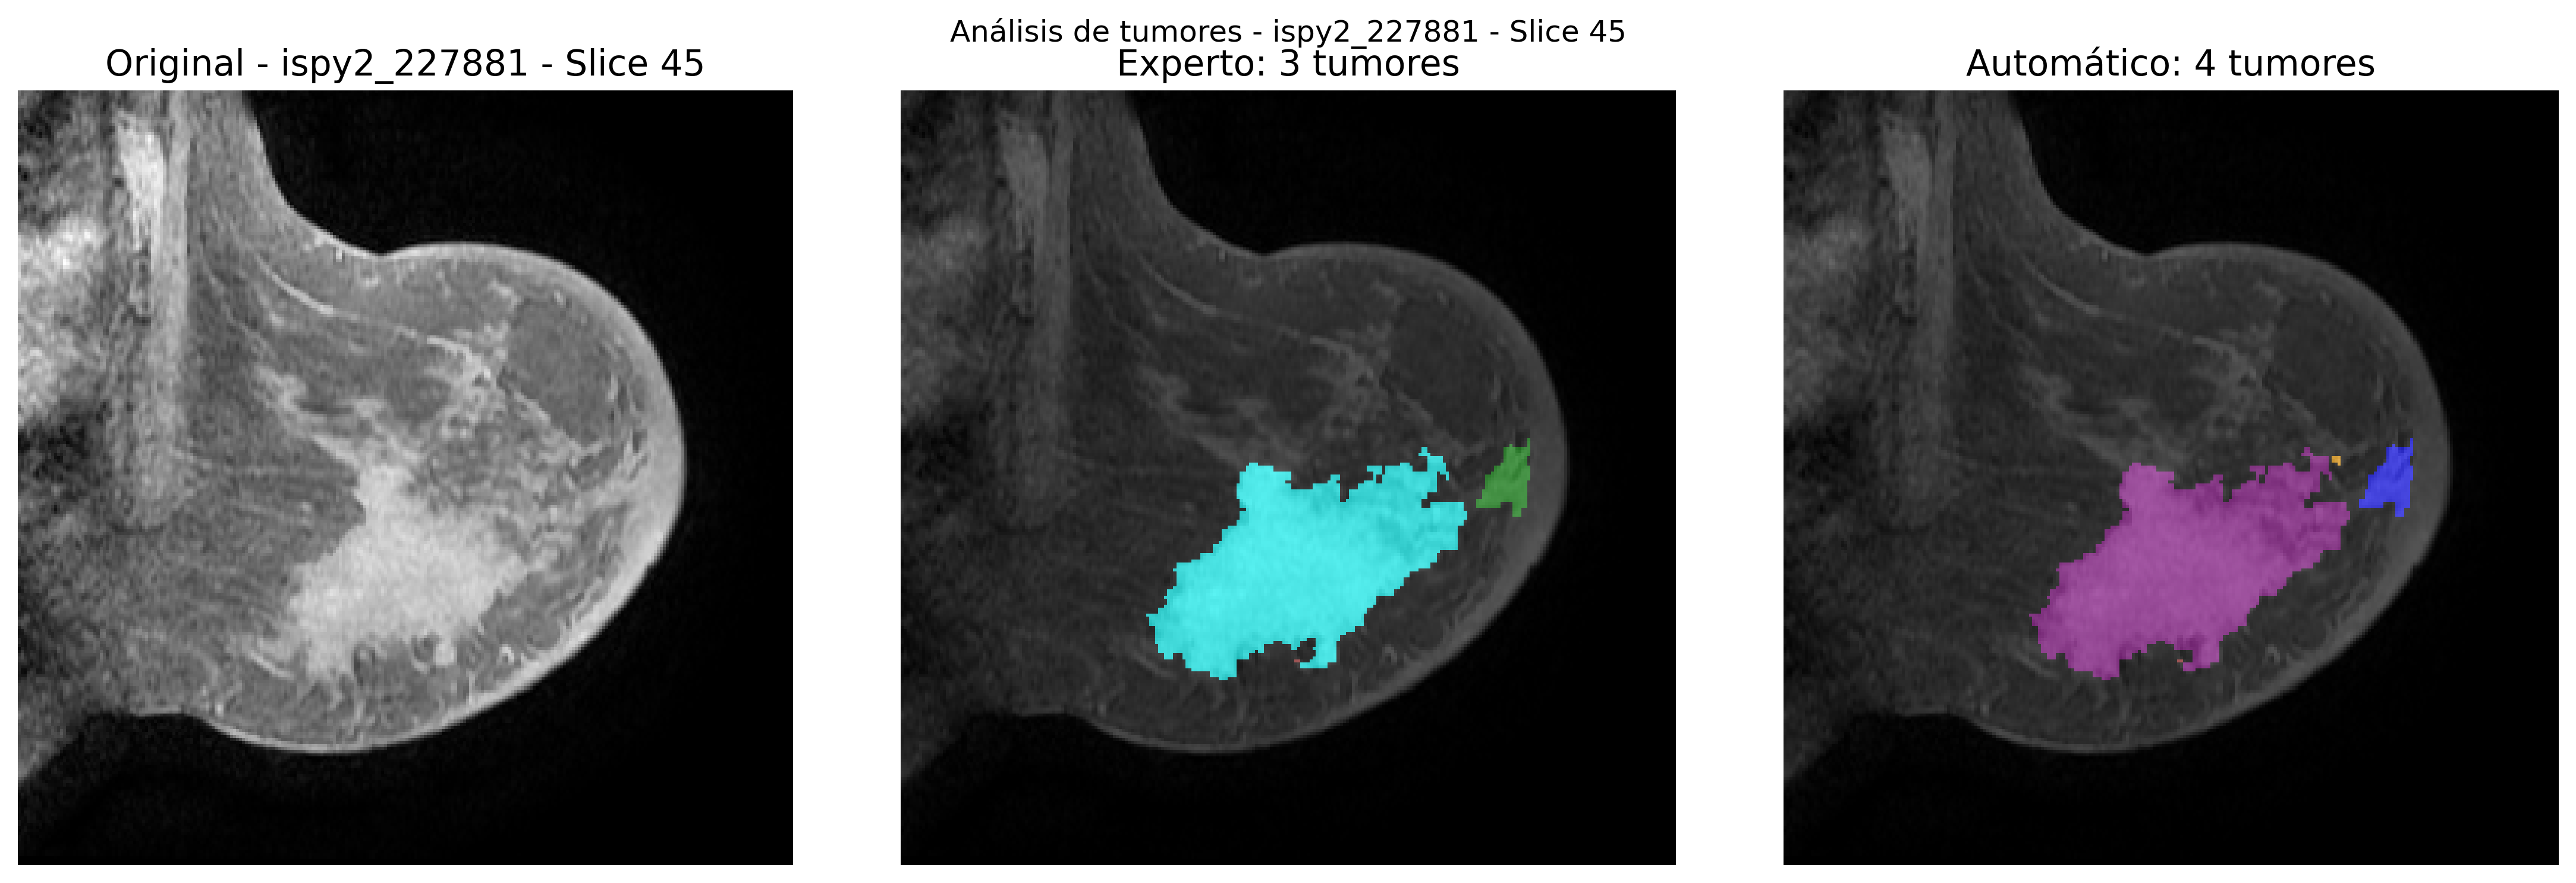 Análisis de tumores - ispy2_227881 - Slice 45
Original - ispy2_227881 - Slice 45
Experto: 3 tumores
Automático: 4 tumores